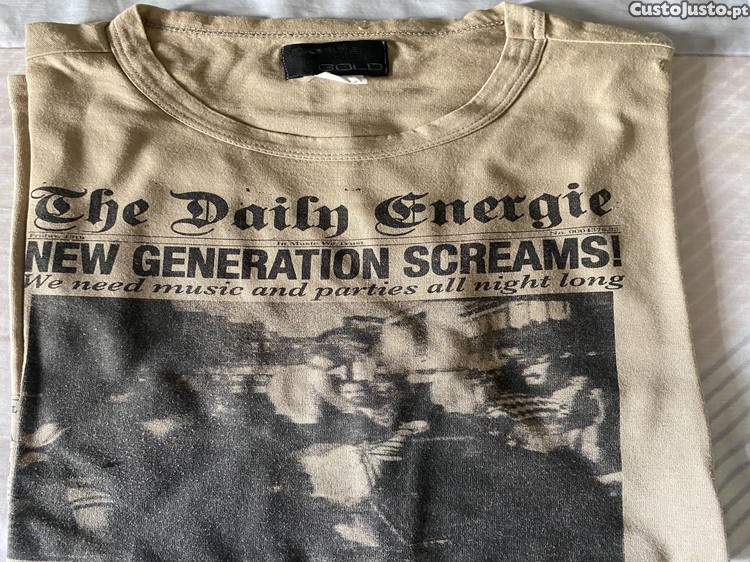 CustoJusto.pt
GOLD
The Daily Energie
In Music We Trust
NEW GENERATION SCREAMS!
We need music and parties all night long